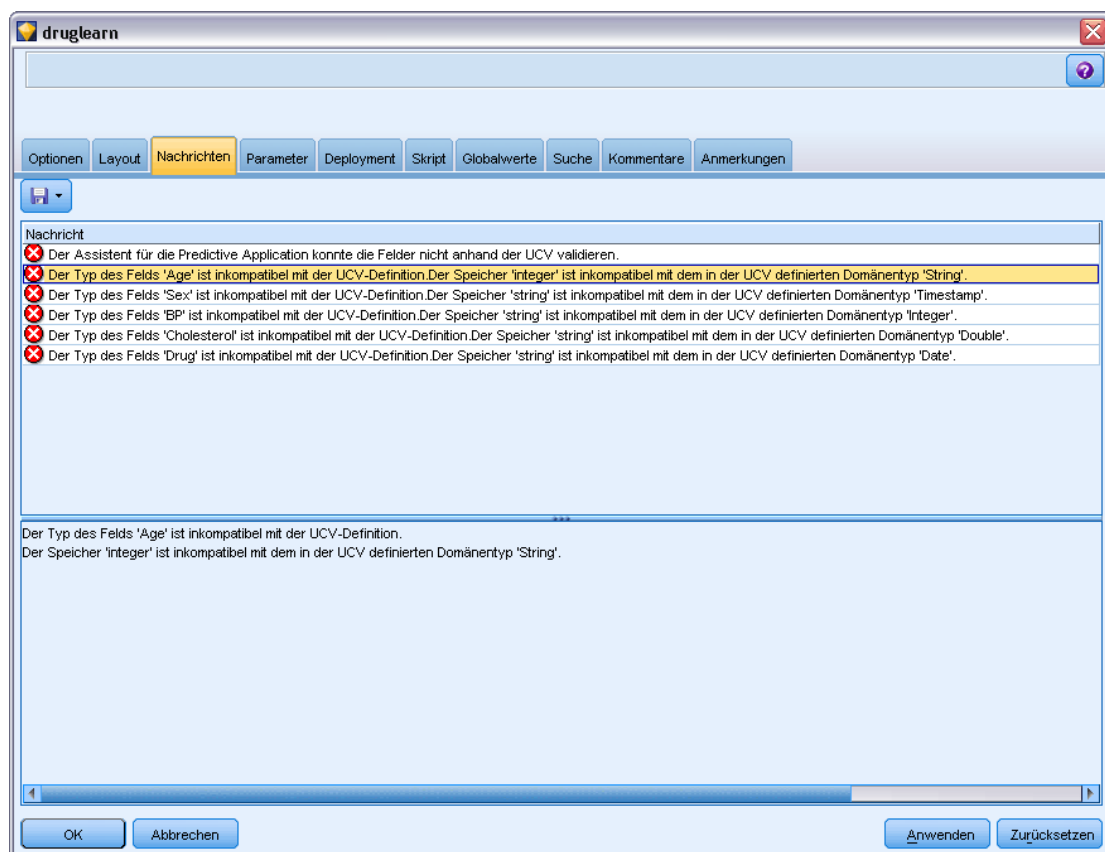 druglearn
Optionen Layout Nachrichten Parameter Deployment Skript Globalwerte Suche Kommentare Anmerkungen
Nachricht
Der Assistent für die Predictive Application konnte die Felder nicht anhand der UCV validieren.
Der Typ des Felds 'Age' ist inkompatibel mit der UCV-Definition.Der Speicher 'integer' ist inkompatibel mit dem in der UCV definierten Domänentyp 'String'.
Der Typ des Felds 'Sex' ist inkompatibel mit der UCV-Definition.Der Speicher 'string' ist inkompatibel mit dem in der UCV definierten Domänentyp 'Timestamp'.
Der Typ des Felds 'BP' ist inkompatibel mit der UCV-Definition.Der Speicher 'string' ist inkompatibel mit dem in der UCV definierten Domänentyp 'Integer'.
Der Typ des Felds 'Cholesterol' ist inkompatibel mit der UCV-Definition.Der Speicher 'string' ist inkompatibel mit dem in der UCV definierten Domänentyp 'Double'.
Der Typ des Felds 'Drug' ist inkompatibel mit der UCV-Definition.Der Speicher 'string' ist inkompatibel mit dem in der UCV definierten Domänentyp 'Date'.
Der Typ des Felds 'Age' ist inkompatibel mit der UCV-Definition.
Der Speicher 'integer' ist inkompatibel mit dem in der UCV definierten Domänentyp 'String'.
OK Abbrechen Anwenden Zurücksetzen